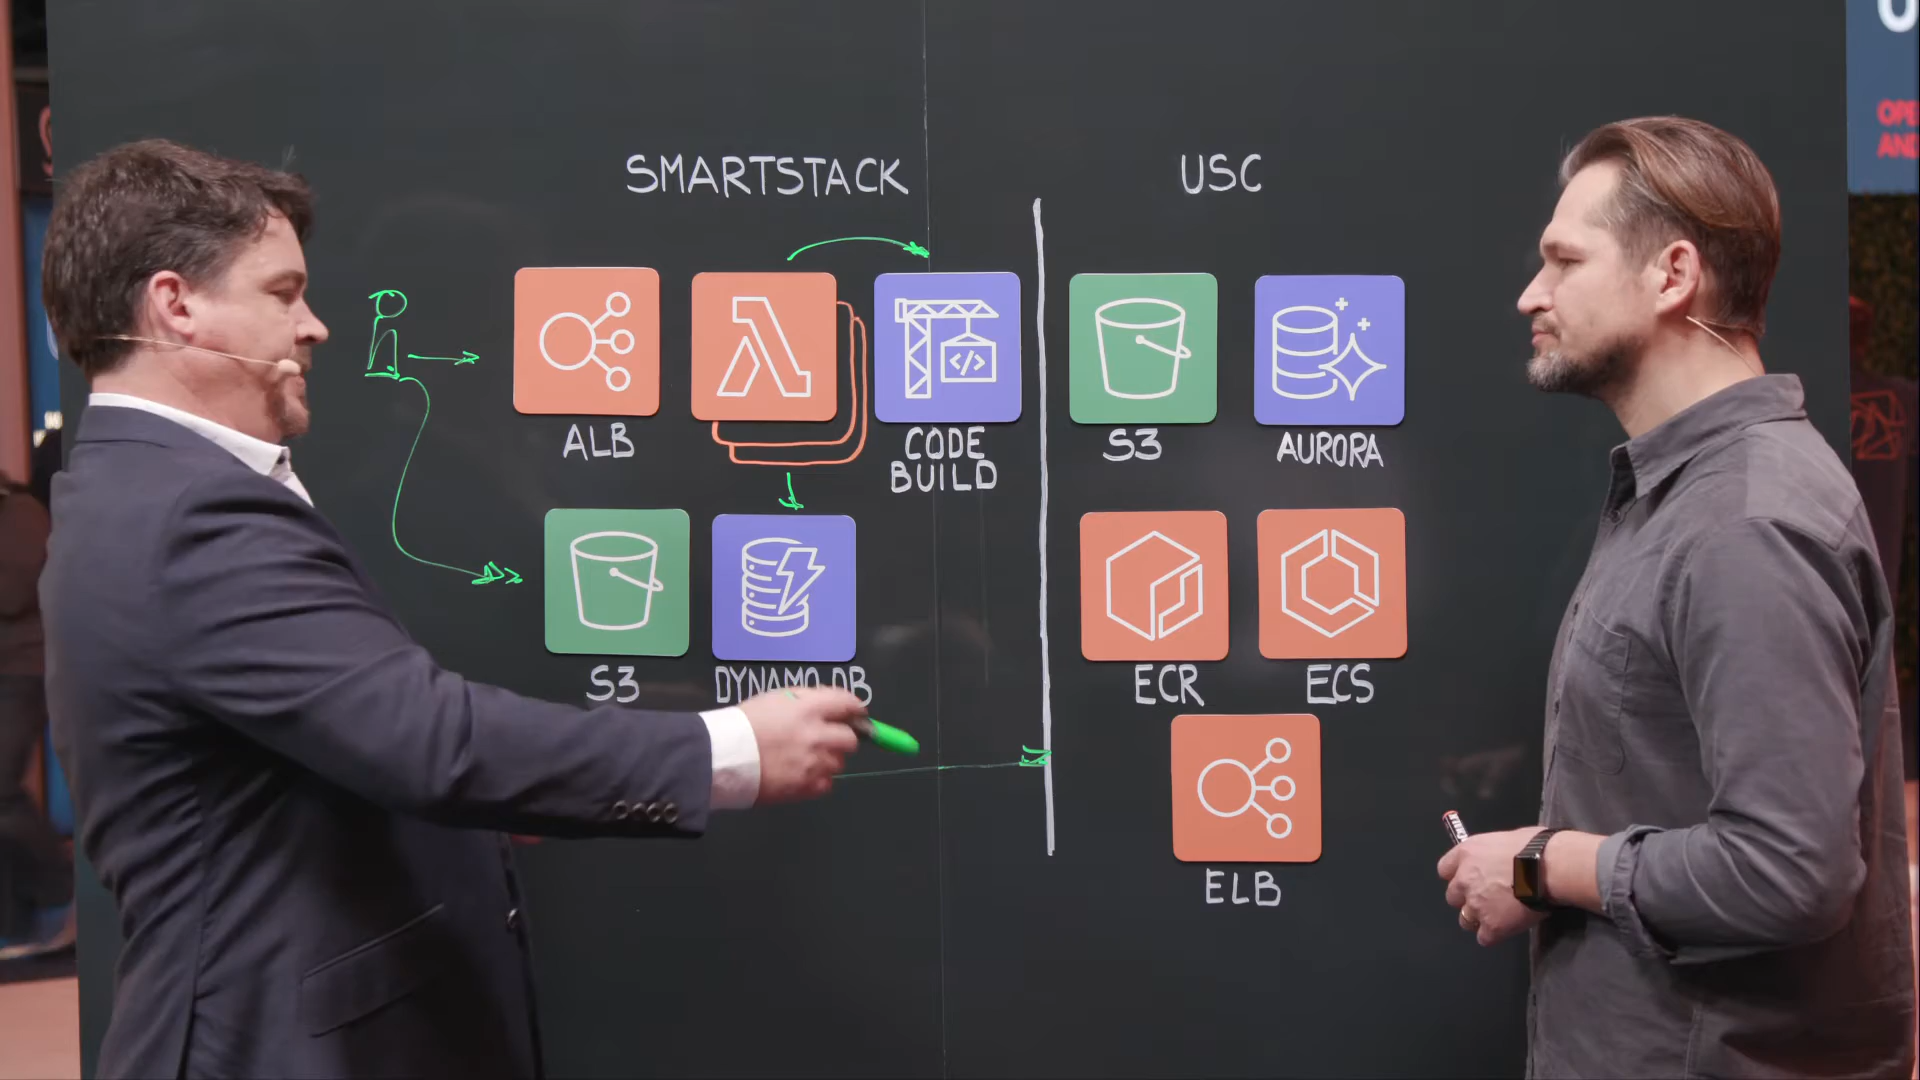 SMARTSTACK
USC
ALB
CODE
BUILD
S3
AURORA
S3
DYNAMO DB
ECR
ECS
ELB